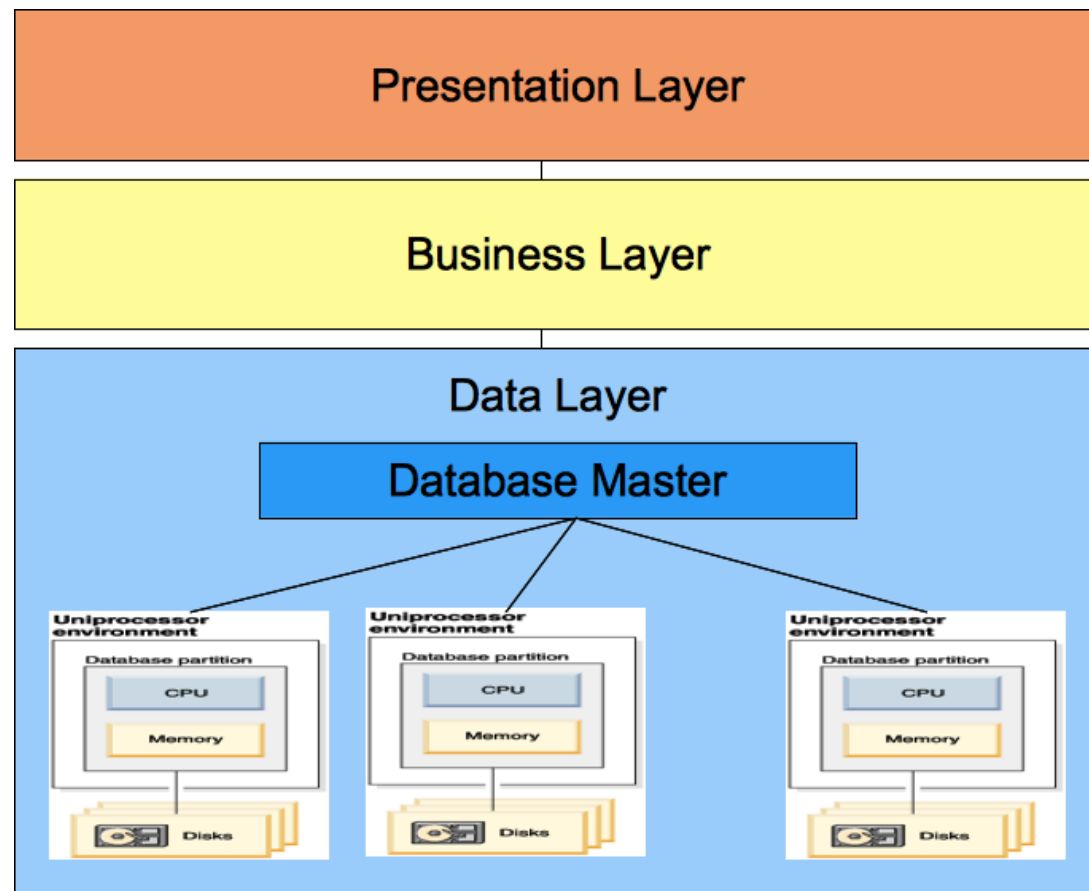 Presentation Layer
Business Layer
Data Layer
Database Master
Uniprocessor
environment
Database partition
CPU
Memory
Disks
Uniprocessor
environment
Database partition
CPU
Memory
Disks
Uniprocessor
environment
Database partition
CPU
Memory
Disks